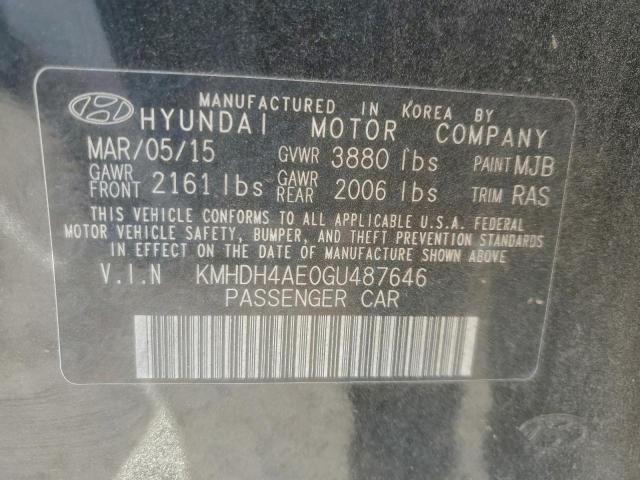 MANUFACTURED IN KOREA BY
HYUNDAI MOTOR COMPANY
MAR/05/15 GVWR 3880 lbs PAINT MJB
GAWR FRONT 2161 lbs GAWR REAR 2006 lbs TRIM RAS
THIS VEHICLE CONFORMS TO ALL APPLICABLE U.S.A. FEDERAL
MOTOR VEHICLE SAFETY, BUMPER, AND THEFT PREVENTION STANDARDS
IN EFFECT ON THE DATE OF MANUFACTURE SHOWN ABOVE
V.I.N KMHDH4AE0GU487646
PASSENGER CAR